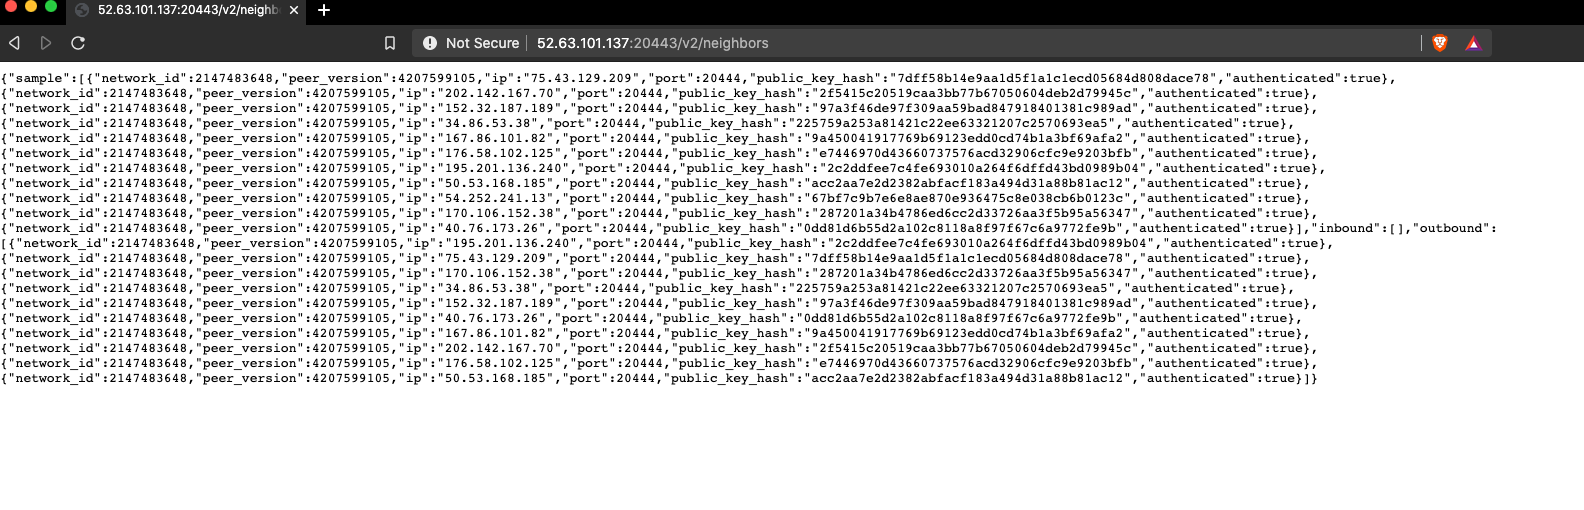 52.63.101.137:20443/v2/neighb
Not Secure 52.63.101.137:20443/v2/neighbors
{"sample":[{"network_id":2147483648,"peer_version":4207599105,"ip":"75.43.129.209","port":20444,"public_key_hash":"7dff58b14e9aa1d5f1a1c1ecd05684d808dace78","authenticated":true},
{"network_id":2147483648,"peer_version":4207599105,"ip":"202.142.167.70","port":20444,"public_key_hash":"2f5415c20519caa3bb77b67050604deb2d79945c","authenticated":true},
{"network_id":2147483648,"peer_version":4207599105,"ip":"152.32.187.189","port":20444,"public_key_hash":"97a3f46de97f309aa59bad847918401381c989ad","authenticated":true},
{"network_id":2147483648,"peer_version":4207599105,"ip":"34.86.53.38","port":20444,"public_key_hash":"225759a253a81421c22ee63321207c2570693ea5","authenticated":true},
{"network_id":2147483648,"peer_version":4207599105,"ip":"167.86.101.82","port":20444,"public_key_hash":"9a450041917769b69123edd0cd74b1a3bf69afa2","authenticated":true},
{"network_id":2147483648,"peer_version":4207599105,"ip":"176.58.102.125","port":20444,"public_key_hash":"e7446970d43660737576acd32906cfc9e9203bfb","authenticated":true},
{"network_id":2147483648,"peer_version":4207599105,"ip":"195.201.136.240","port":20444,"public_key_hash":"2c2ddfee7c4fe693010a264f6dffd43bd0989b04","authenticated":true},
{"network_id":2147483648,"peer_version":4207599105,"ip":"50.53.168.185","port":20444,"public_key_hash":"acc2aa7e2d2382abfacf183a494d31a88b81ac12","authenticated":true},
{"network_id":2147483648,"peer_version":4207599105,"ip":"54.252.241.13","port":20444,"public_key_hash":"67bf7c9b7e6e8ae870e936475c8e038cb6b0123c","authenticated":true},
{"network_id":2147483648,"peer_version":4207599105,"ip":"170.106.152.38","port":20444,"public_key_hash":"287201a34b4786ed6cc2d33726aa3f5b95a56347","authenticated":true},
{"network_id":2147483648,"peer_version":4207599105,"ip":"40.76.173.26","port":20444,"public_key_hash":"0dd81d6b55d2a102c8118a8f97f67c6a9772fe9b","authenticated":true}],"inbound":[],"outbound":
[{"network_id":2147483648,"peer_version":4207599105,"ip":"195.201.136.240","port":20444,"public_key_hash":"2c2ddfee7c4fe693010a264f6dffd43bd0989b04","authenticated":true},
{"network_id":2147483648,"peer_version":4207599105,"ip":"75.43.129.209","port":20444,"public_key_hash":"7dff58b14e9aa1d5f1a1c1ecd05684d808dace78","authenticated":true},
{"network_id":2147483648,"peer_version":4207599105,"ip":"170.106.152.38","port":20444,"public_key_hash":"287201a34b4786ed6cc2d33726aa3f5b95a56347","authenticated":true},
{"network_id":2147483648,"peer_version":4207599105,"ip":"34.86.53.38","port":20444,"public_key_hash":"225759a253a81421c22ee63321207c2570693ea5","authenticated":true},
{"network_id":2147483648,"peer_version":4207599105,"ip":"152.32.187.189","port":20444,"public_key_hash":"97a3f46de97f309aa59bad847918401381c989ad","authenticated":true},
{"network_id":2147483648,"peer_version":4207599105,"ip":"40.76.173.26","port":20444,"public_key_hash":"0dd81d6b55d2a102c8118a8f97f67c6a9772fe9b","authenticated":true},
{"network_id":2147483648,"peer_version":4207599105,"ip":"167.86.101.82","port":20444,"public_key_hash":"9a450041917769b69123edd0cd74b1a3bf69afa2","authenticated":true},
{"network_id":2147483648,"peer_version":4207599105,"ip":"202.142.167.70","port":20444,"public_key_hash":"2f5415c20519caa3bb77b67050604deb2d79945c","authenticated":true},
{"network_id":2147483648,"peer_version":4207599105,"ip":"176.58.102.125","port":20444,"public_key_hash":"e7446970d43660737576acd32906cfc9e9203bfb","authenticated":true},
{"network_id":2147483648,"peer_version":4207599105,"ip":"50.53.168.185","port":20444,"public_key_hash":"acc2aa7e2d2382abfacf183a494d31a88b81ac12","authenticated":true}]}